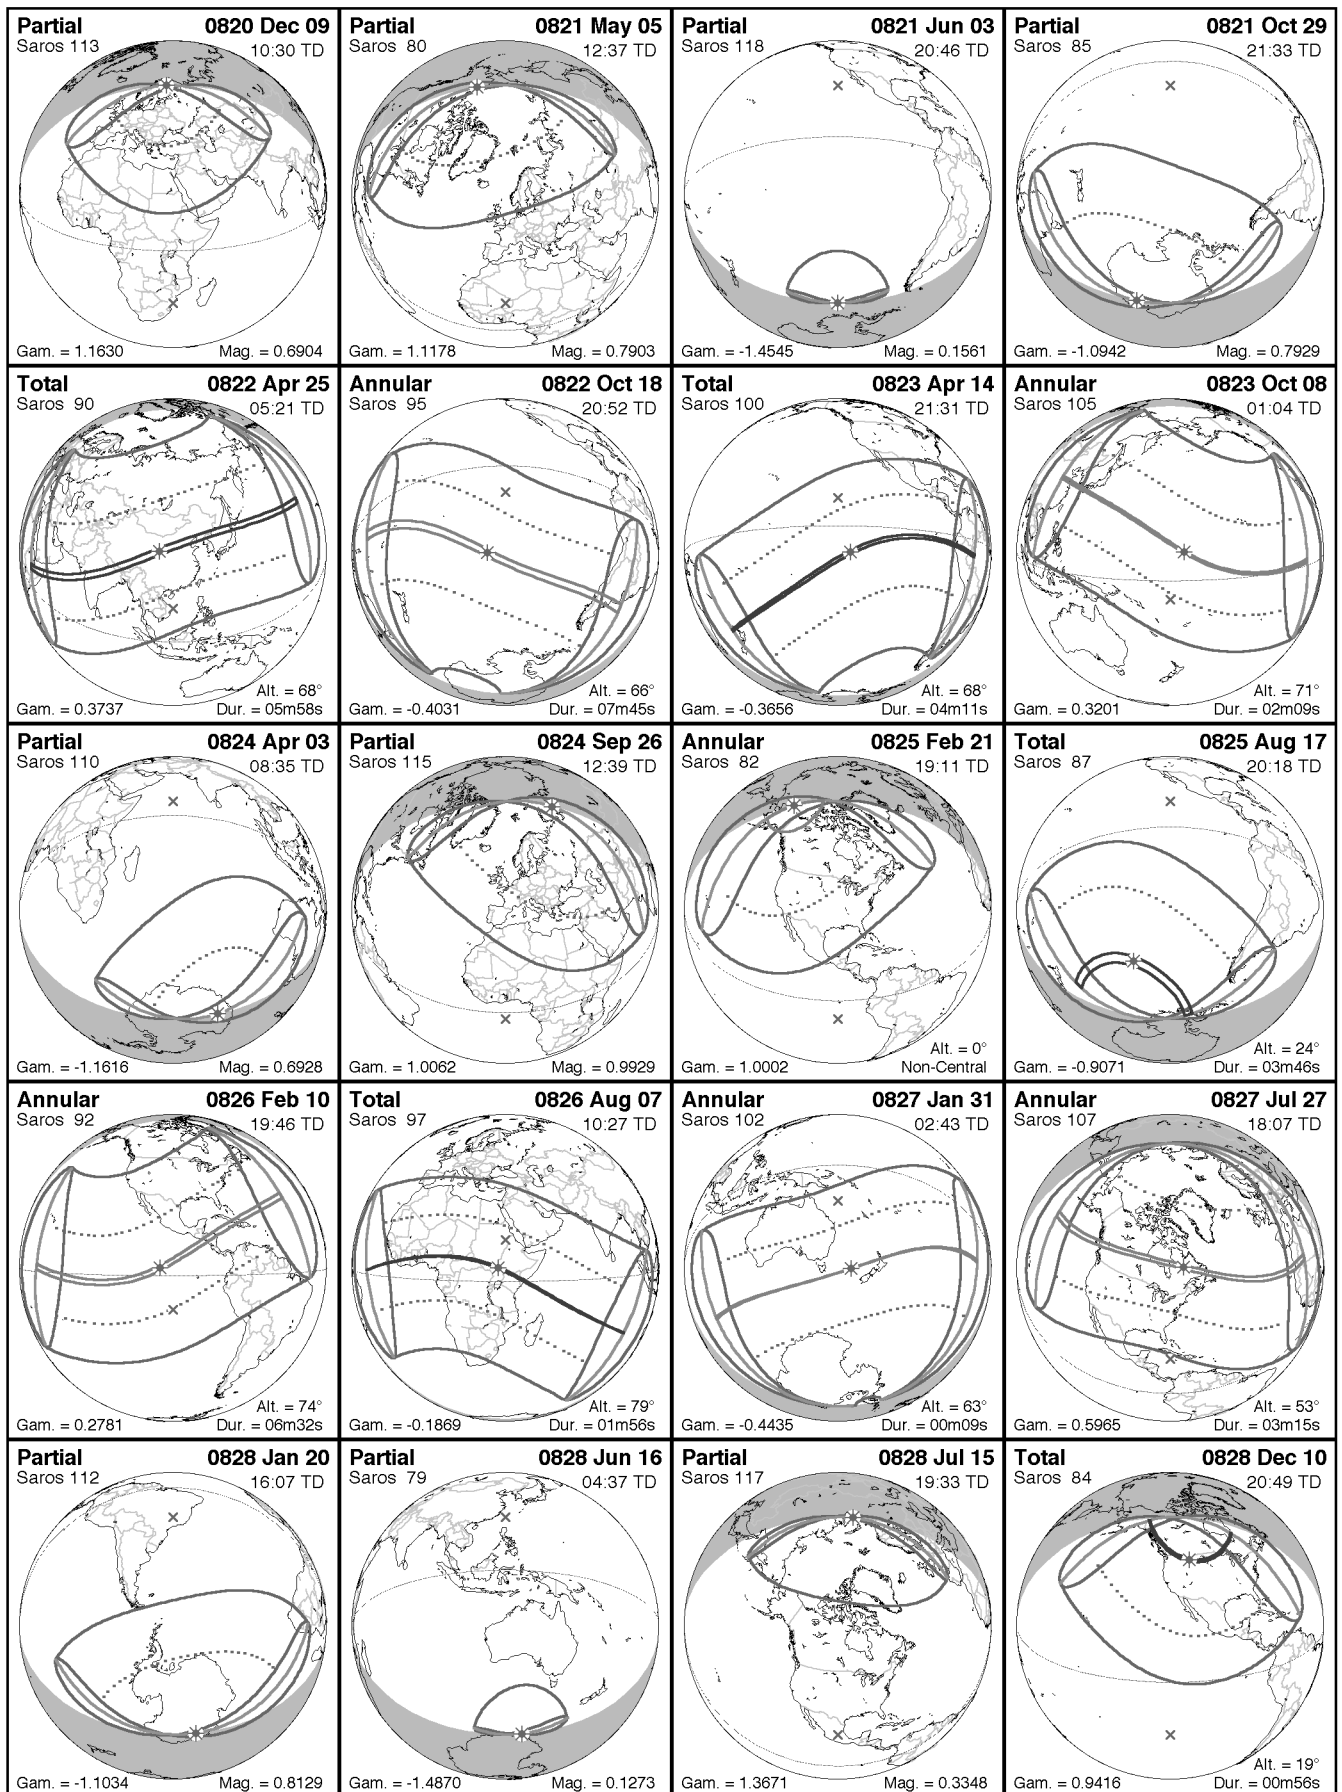 Partial 0820 Dec 09
Saros 113 10:30 TD
Gam. = 1.1630 Mag. = 0.6904
Partial 0821 May 05
Saros 80 12:37 TD
Gam. = 1.1178 Mag. = 0.7903
Partial 0821 Jun 03
Saros 118 20:46 TD
Gam. = -1.4545 Mag. = 0.1561
Partial 0821 Oct 29
Saros 85 21:33 TD
Gam. = -1.0942 Mag. = 0.7929
Total 0822 Apr 25
Saros 90 05:21 TD
Alt. = 68°
Gam. = 0.3737 Dur. = 05m58s
Annular 0822 Oct 18
Saros 95 20:52 TD
Alt. = 66°
Gam. = -0.4031 Dur. = 07m45s
Total 0823 Apr 14
Saros 100 21:31 TD
Alt. = 68°
Gam. = -0.3656 Dur. = 04m11s
Annular 0823 Oct 08
Saros 105 01:04 TD
Alt. = 71°
Gam. = 0.3201 Dur. = 02m09s
Partial 0824 Apr 03
Saros 110 08:35 TD
Gam. = -1.1616 Mag. = 0.6928
Partial 0824 Sep 26
Saros 115 12:39 TD
Gam. = 1.0062 Mag. = 0.9929
Annular 0825 Feb 21
Saros 82 19:11 TD
Alt. = 0°
Gam. = 1.0002 Non-Central
Total 0825 Aug 17
Saros 87 20:18 TD
Alt. = 24°
Gam. = -0.9071 Dur. = 03m46s
Annular 0826 Feb 10
Saros 92 19:46 TD
Alt. = 74°
Gam. = 0.2781 Dur. = 06m32s
Total 0826 Aug 07
Saros 97 10:27 TD
Alt. = 79°
Gam. = -0.1869 Dur. = 01m56s
Annular 0827 Jan 31
Saros 102 02:43 TD
Alt. = 63°
Gam. = -0.4435 Dur. = 00m09s
Annular 0827 Jul 27
Saros 107 18:07 TD
Alt. = 53°
Gam. = 0.5965 Dur. = 03m15s
Partial 0828 Jan 20
Saros 112 16:07 TD
Gam. = -1.1034 Mag. = 0.8129
Partial 0828 Jun 16
Saros 79 04:37 TD
Gam. = -1.4870 Mag. = 0.1273
Partial 0828 Jul 15
Saros 117 19:33 TD
Gam. = 1.3671 Mag. = 0.3348
Total 0828 Dec 10
Saros 84 20:49 TD
Alt. = 19°
Gam. = 0.9416 Dur. = 00m56s